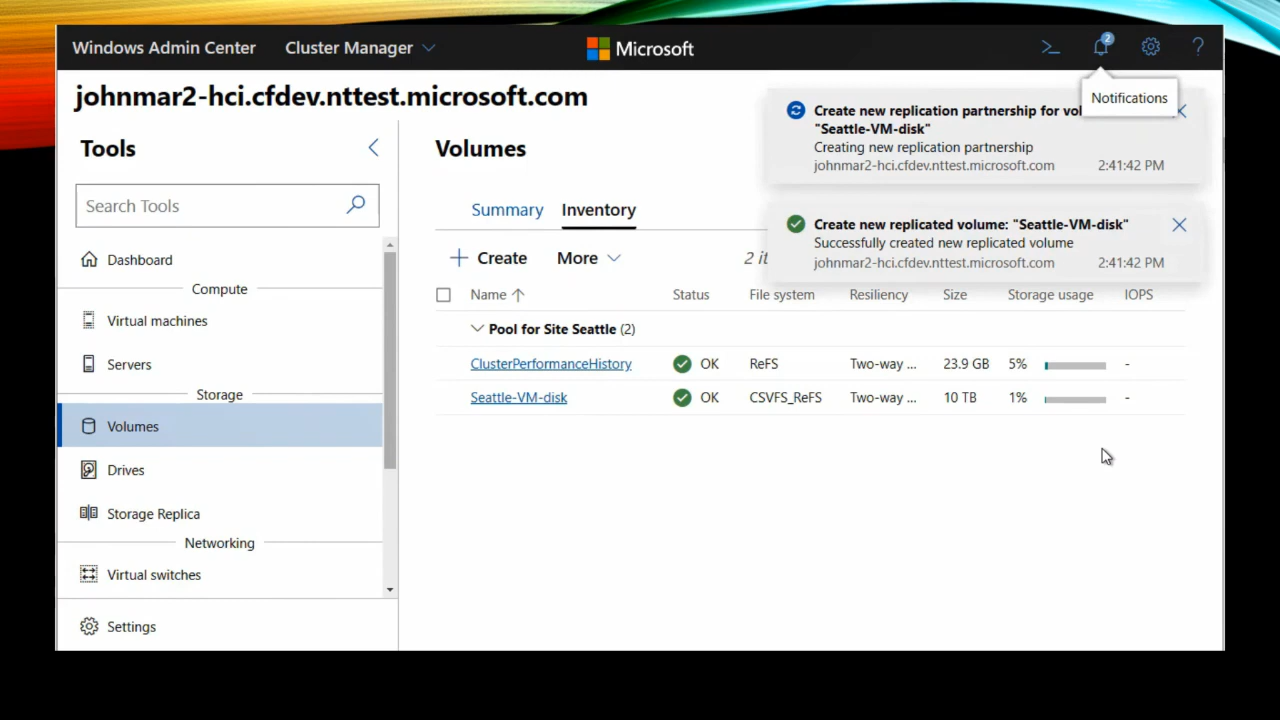 Windows Admin Center Cluster Manager Microsoft 2 ?
johnmar2-hci.cfdev.nttest.microsoft.com
Notifications
Tools
Search Tools
Dashboard
Compute
Virtual machines
Servers
Storage
Volumes
Drives
Storage Replica
Networking
Virtual switches
Settings
Volumes
Summary Inventory
Create More 2
Name Status File system Resiliency Size Storage usage IOPS
Pool for Site Seattle (2)
ClusterPerformanceHistory OK ReFS Two-way ... 23.9 GB 5% -
Seattle-VM-disk OK CSVFS_ReFS Two-way ... 10 TB 1% -
Create new replication partnership for
"Seattle-VM-disk"
Creating new replication partnership
johnmar2-hci.cfdev.nttest.microsoft.com 2:41:42 PM
Create new replicated volume: "Seattle-VM-disk"
Successfully created new replicated volume
johnmar2-hci.cfdev.nttest.microsoft.com 2:41:42 PM